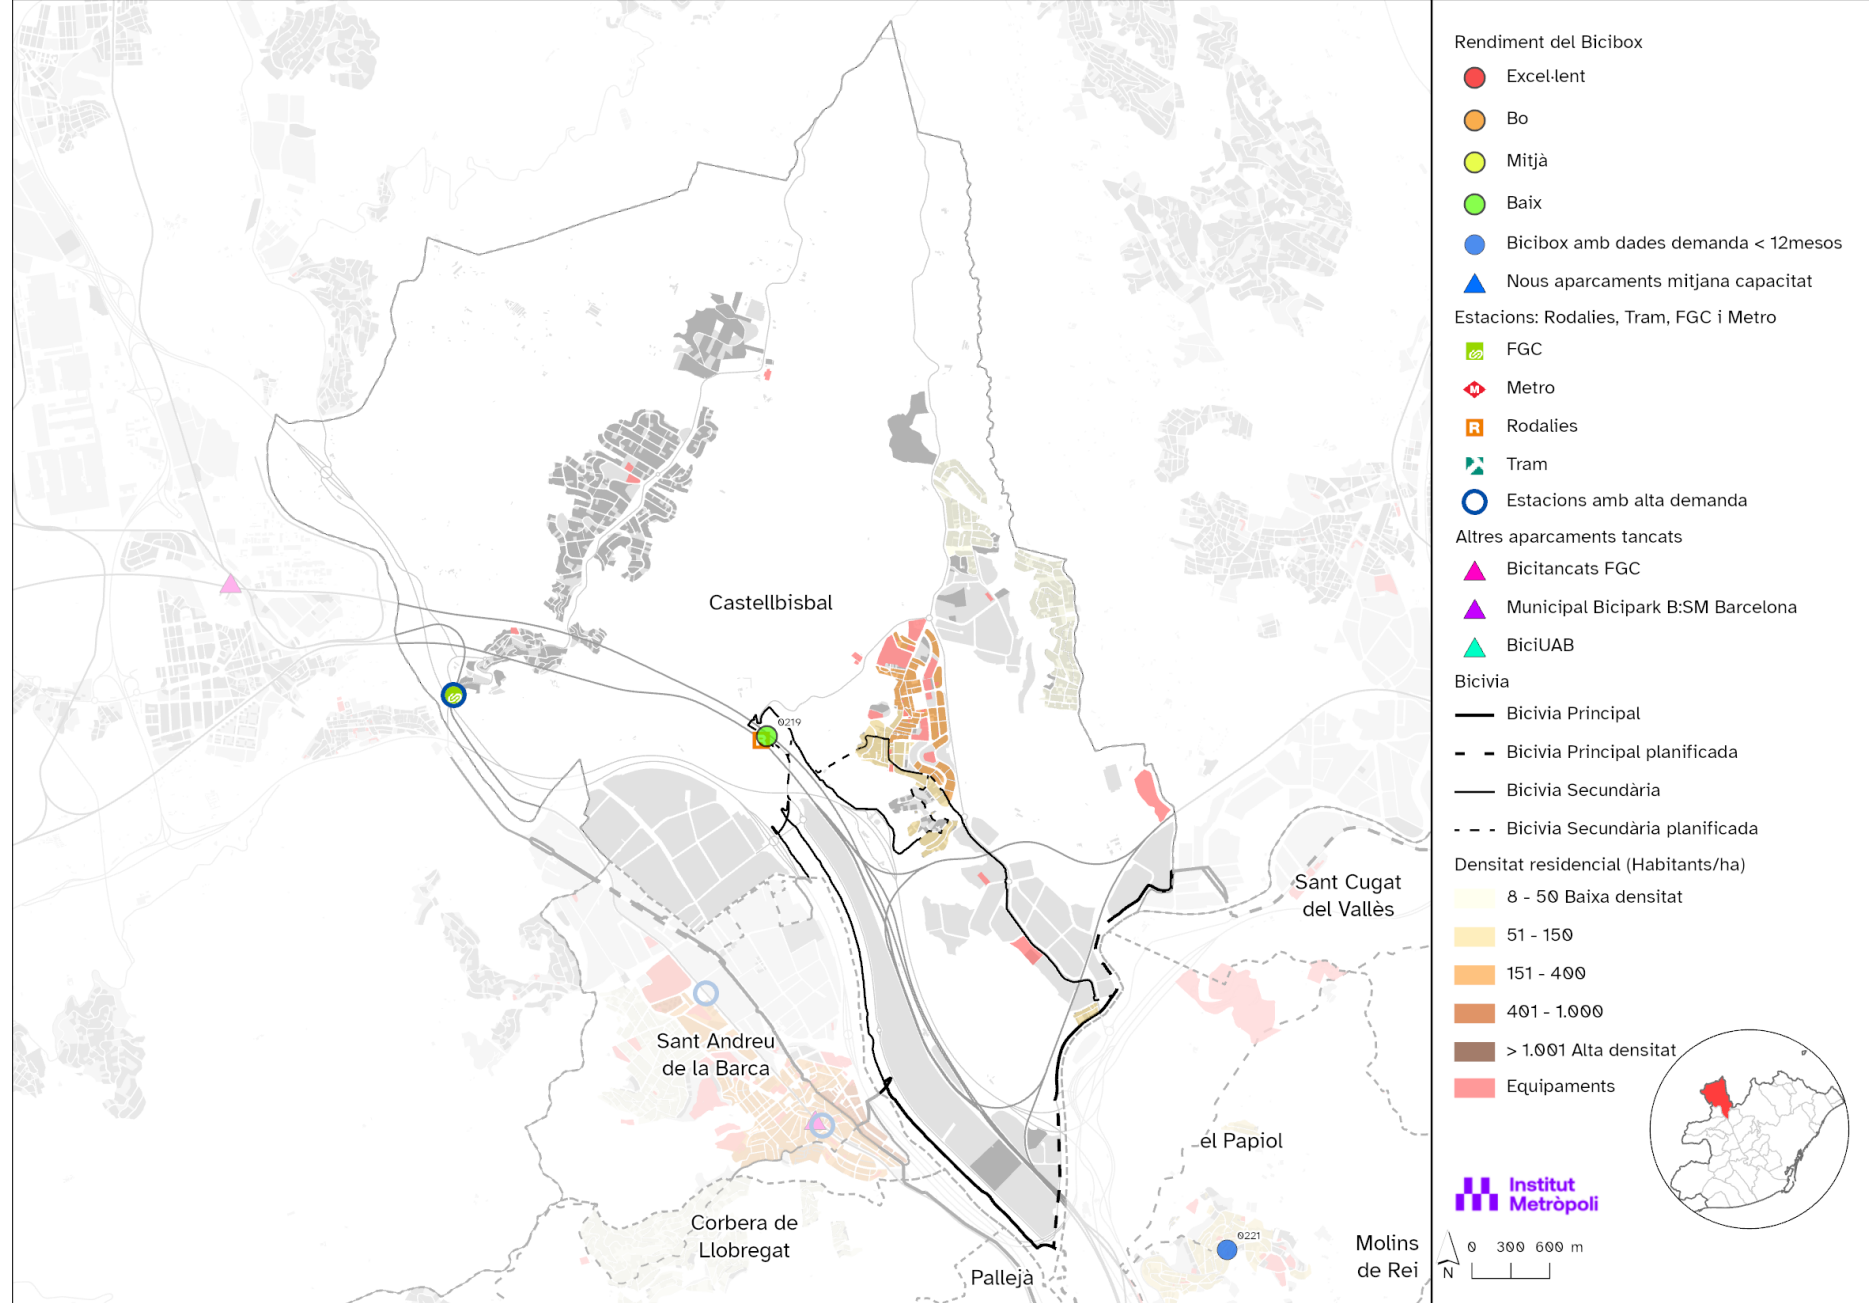 Castellbisbal
0219
Sant Cugat
del Vallès
Sant Andreu
de la Barca
el Papiol
Corbera de
Llobregat
0221
Molins
de Rei
Pallejà
Rendiment del Bicibox
Excel·lent
Bo
Mitjà
Baix
Bicibox amb dades demanda < 12mesos
Nous aparcaments mitjana capacitat
Estacions: Rodalies, Tram, FGC i Metro
FGC
M Metro
R Rodalies
Tram
Estacions amb alta demanda
Altres aparcaments tancats
Bicitancats FGC
Municipal Bicipark B:SM Barcelona
BiciUAB
Bicivia
Bicivia Principal
Bicivia Principal planificada
Bicivia Secundària
Bicivia Secundària planificada
Densitat residencial (Habitants/ha)
8 - 50 Baixa densitat
51 - 150
151 - 400
401 - 1.000
> 1.001 Alta densitat
Equipaments
Institut
Metròpoli
N
0 300 600 m